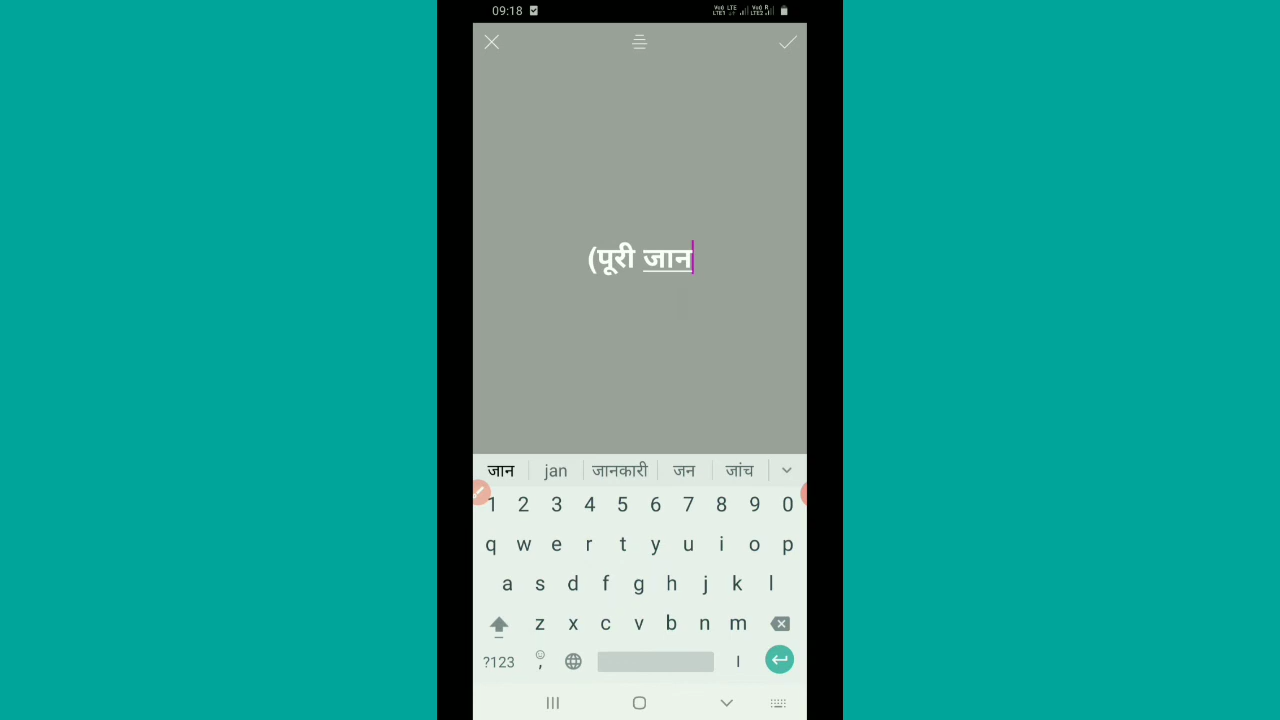 09:18
(पूरी जान
जान jan जानकारी जन जांच
1 2 3 4 5 6 7 8 9 0
q w e r t y u i o p
a s d f g h j k l
z x c v b n m
?123 , ।